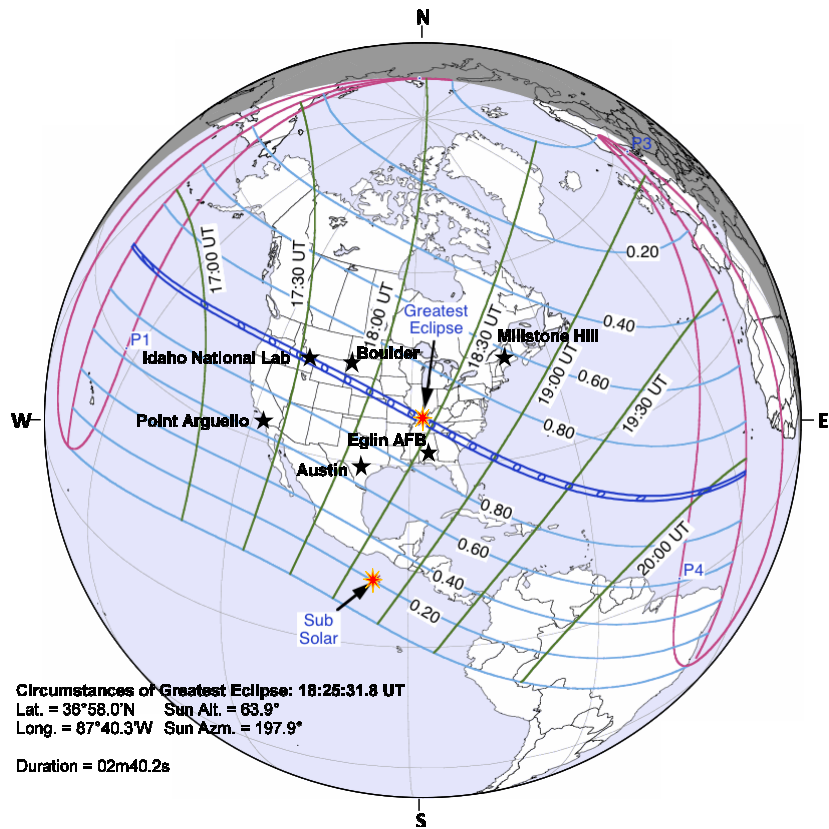 N
P3
17:00 UT
17:30 UT
0.20
18:00 UT
Greatest
Eclipse
18:30 UT
0.40
Millstone Hill
P1
Idaho National Lab
Boulder
19:00 UT
0.60
19:30 UT
W
Point Arguello
0.80
E
Eglin AFB
Austin
0.80
0.60
20:00 UT
0.40
P4
0.20
Sub
Solar
Circumstances of Greatest Eclipse: 18:25:31.8 UT
Lat. = 36°58.0'N Sun Alt. = 63.9°
Long. = 87°40.3'W Sun Azm. = 197.9°
Duration = 02m40.2s
S